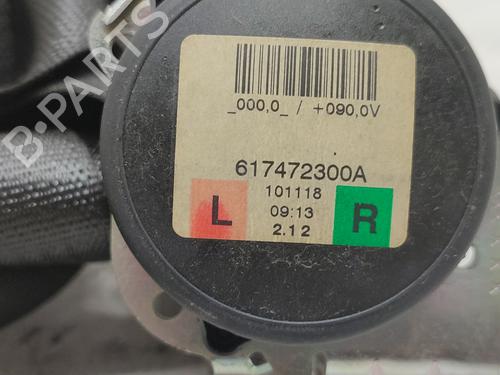 B-PARTS
_000,0_ / +090,0V
617472300A
101118
L 09:13 R
2.12